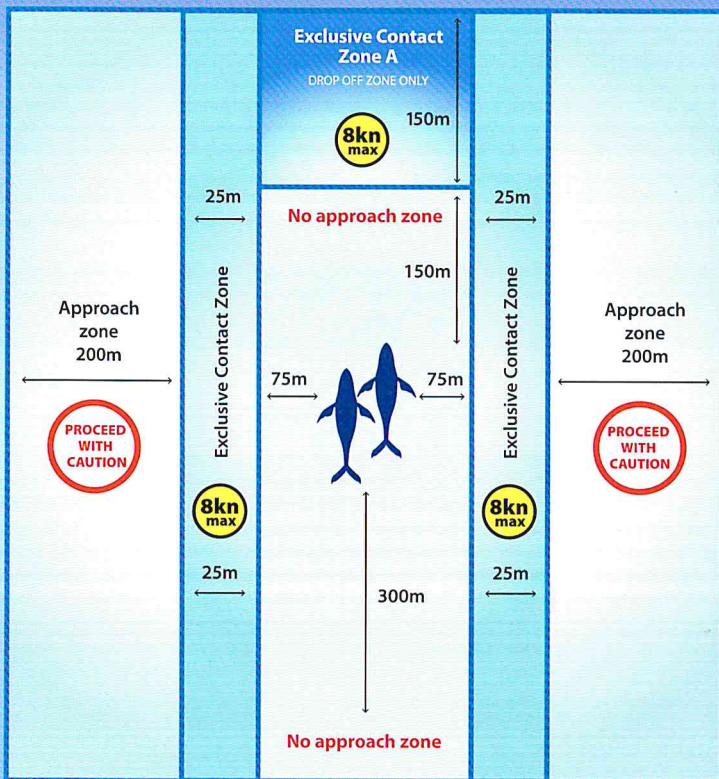 Exclusive Contact
Zone A
DROP OFF ZONE ONLY
8kn
max
150m
25m
No approach zone
25m
150m
Approach
zone
200m
Exclusive Contact Zone
75m
75m
Exclusive Contact Zone
Approach
zone
200m
PROCEED
WITH
CAUTION
PROCEED
WITH
CAUTION
8kn
max
8kn
max
25m
300m
25m
No approach zone